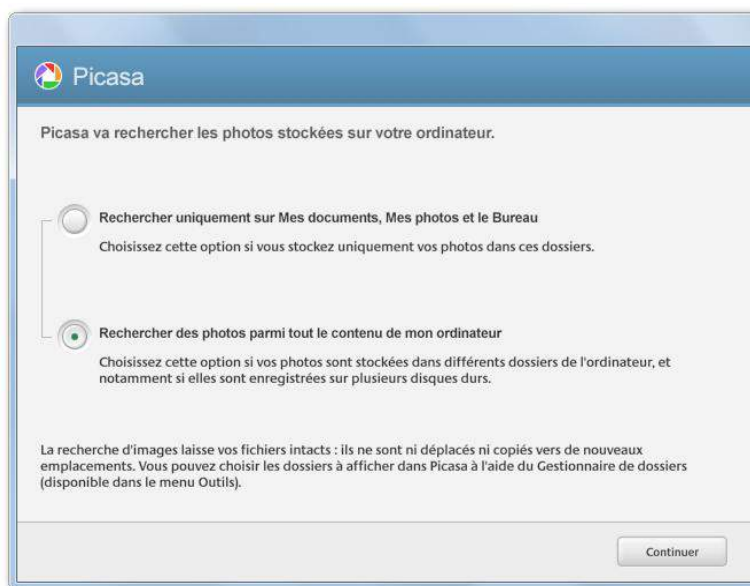 Picasa
Picasa va rechercher les photos stockées sur votre ordinateur.
Rechercher uniquement sur Mes documents, Mes photos et le Bureau
Choisissez cette option si vous stockez uniquement vos photos dans ces dossiers.
Rechercher des photos parmi tout le contenu de mon ordinateur
Choisissez cette option si vos photos sont stockées dans différents dossiers de l'ordinateur, et
notamment si elles sont enregistrées sur plusieurs disques durs.
La recherche d'images laisse vos fichiers intacts : ils ne sont ni déplacés ni copiés vers de nouveaux
emplacements. Vous pouvez choisir les dossiers à afficher dans Picasa à l'aide du Gestionnaire de dossiers
(disponible dans le menu Outils).
Continuer